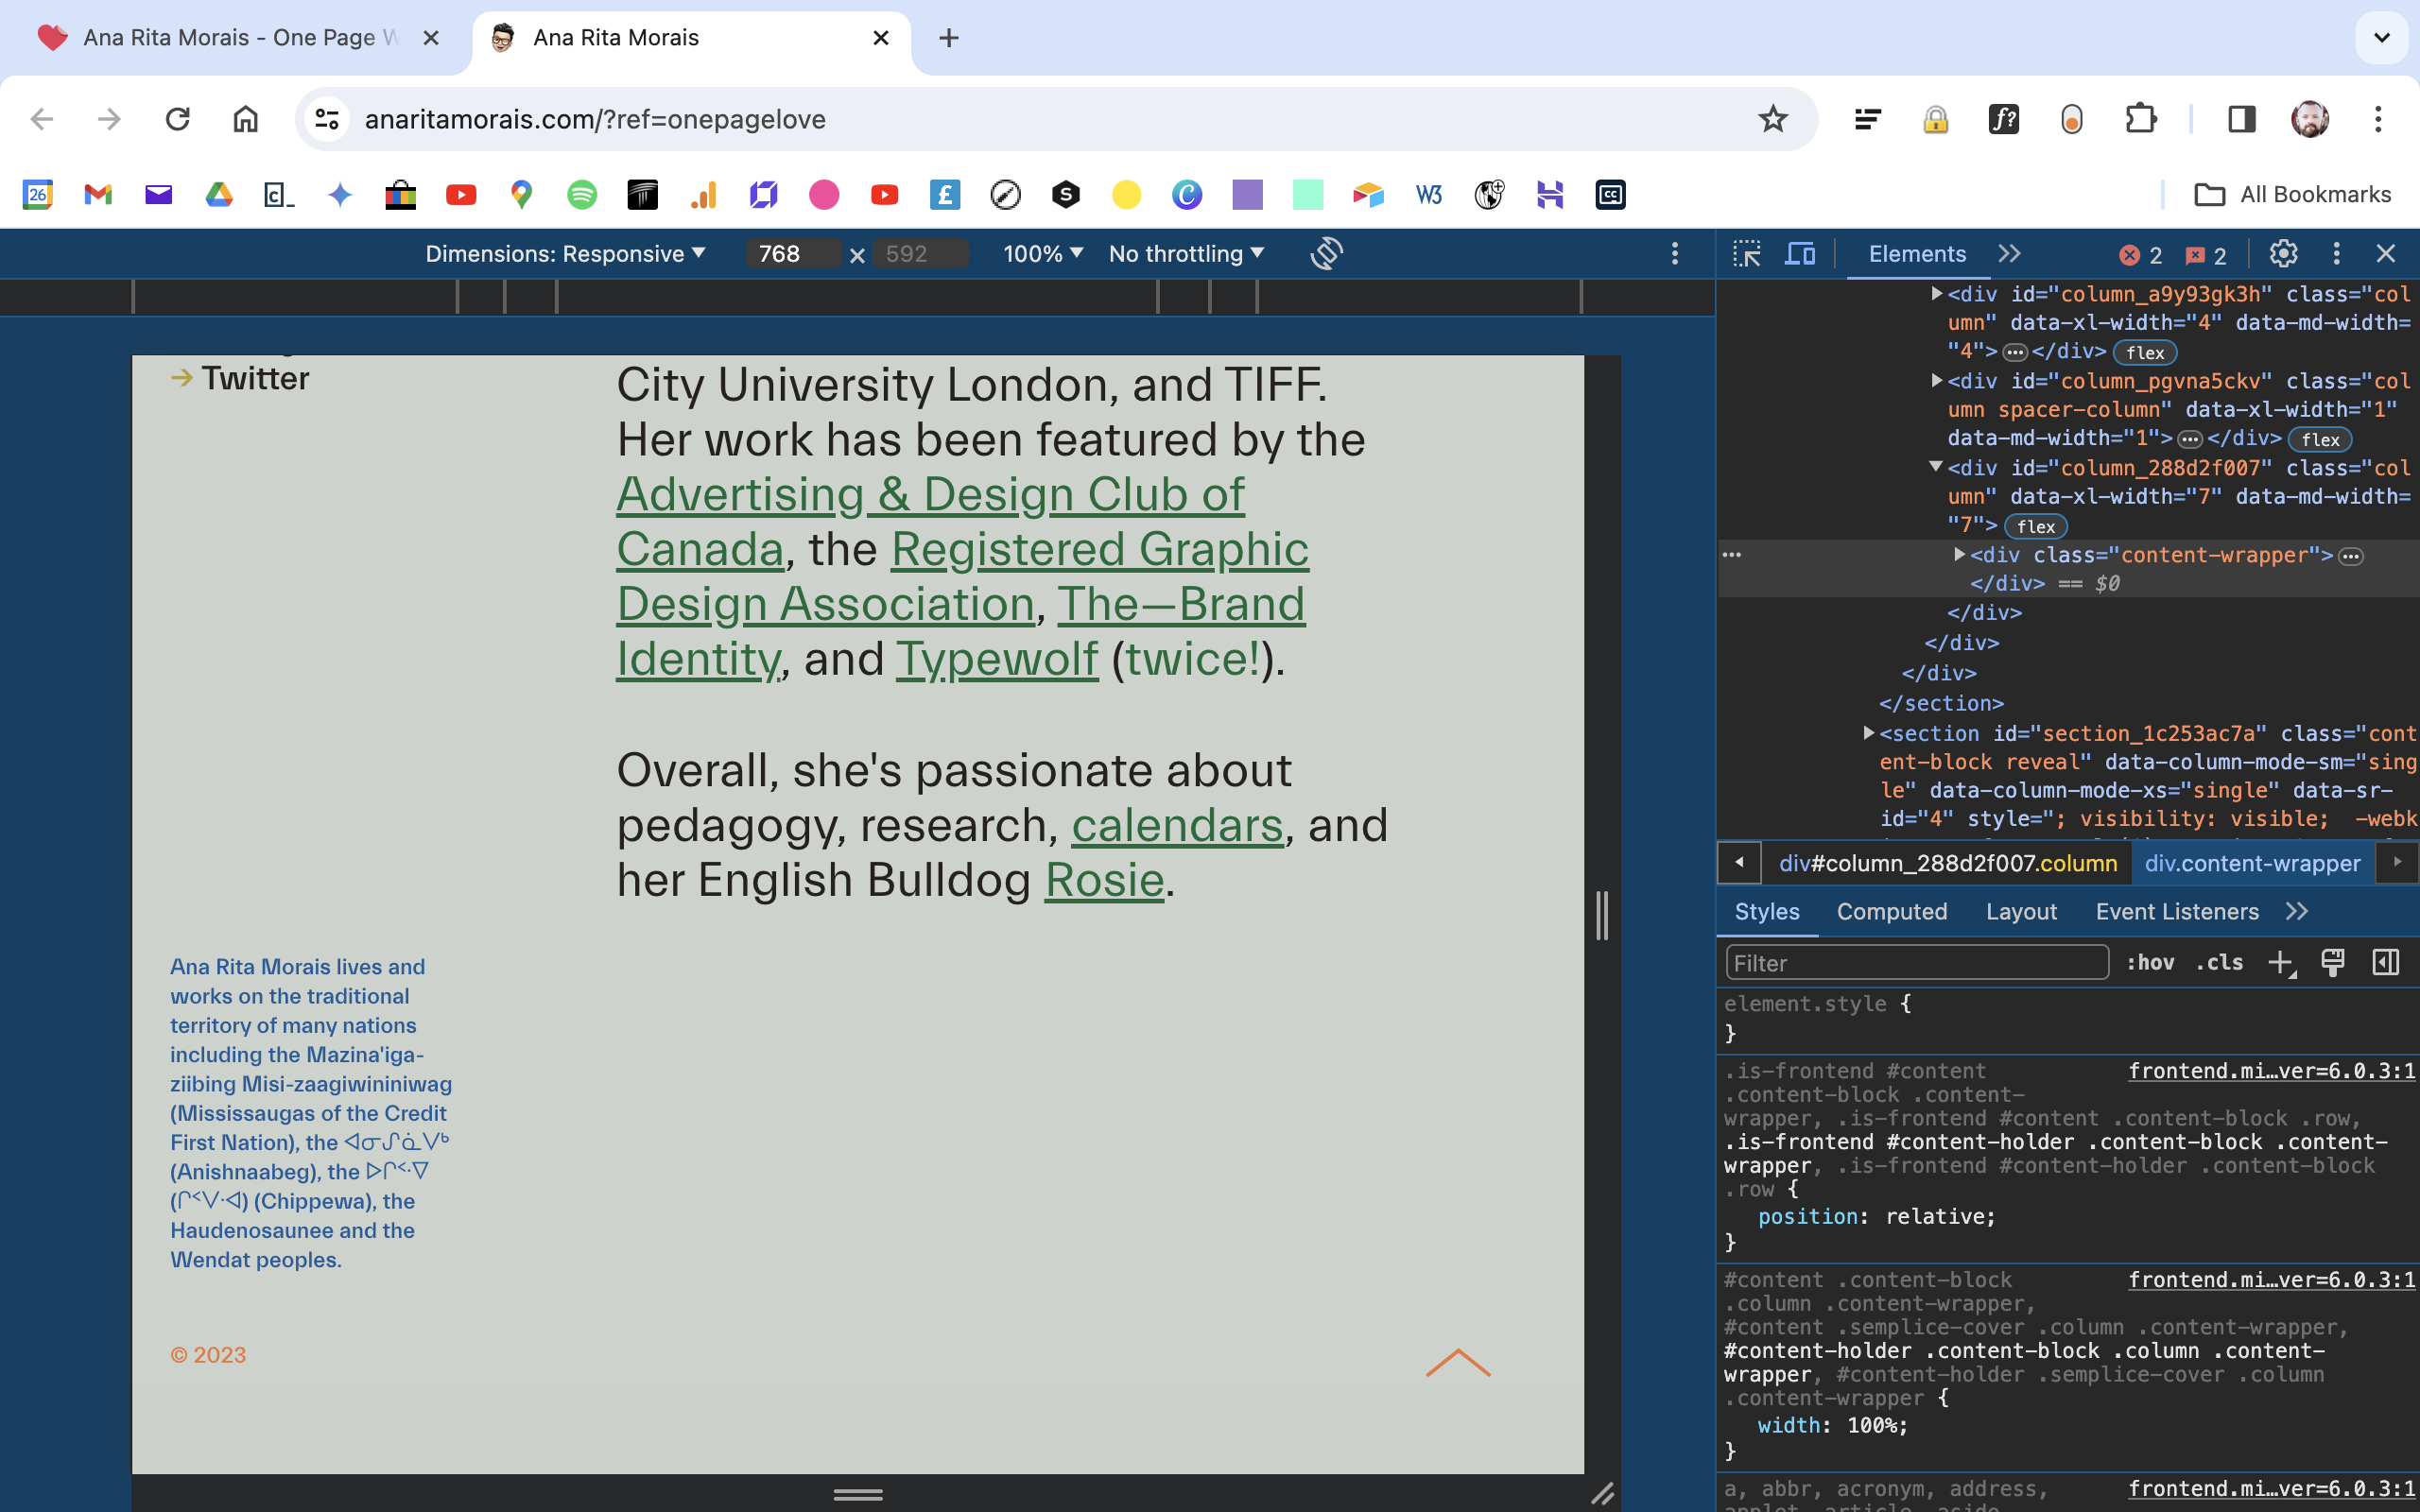 Ana Rita Morais - One Page W
Ana Rita Morais
anaritamorais.com/?ref=onepagelove
All Bookmarks
Dimensions: Responsive
768 × 592
100%
No throttling
Elements
2
2
Twitter
City University London, and TIFF.
Her work has been featured by the
Advertising & Design Club of
Canada, the Registered Graphic
Design Association, The—Brand
Identity, and Typewolf (twice!).
Overall, she's passionate about
pedagogy, research, calendars, and
her English Bulldog Rosie.
Ana Rita Morais lives and
works on the traditional
territory of many nations
including the Mazina'iga-
ziibing Misi-zaagiwininiwag
(Mississaugas of the Credit
First Nation), the ᐊᓂᔑᓈᐯᒃ
(Anishnaabeg), the ᐅᒋᐸᐧᐁ
(ᒋᑉᐯᐧᐊ) (Chippewa), the
Haudenosaunee and the
Wendat peoples.
© 2023
<div id="column_a9y93gk3h" class="col
umn" data-xl-width="4" data-md-width=
"4">…</div> flex
<div id="column_pgvna5ckv" class="col
umn spacer-column" data-xl-width="1"
data-md-width="1">…</div> flex
<div id="column_288d2f007" class="col
umn" data-xl-width="7" data-md-width=
"7"> flex
<div class="content-wrapper">…
</div> == $0
</div>
</div>
</div>
</section>
<section id="section_1c253ac7a" class="cont
ent-block reveal" data-column-mode-sm="sing
le" data-column-mode-xs="single" data-sr-
id="4" style="; visibility: visible; -webk
div#column_288d2f007.column div.content-wrapper
Styles Computed Layout Event Listeners
Filter :hov .cls
element.style {
}
.is-frontend #content frontend.mi…ver=6.0.3:1
.content-block .content-
wrapper, .is-frontend #content .content-block .row,
.is-frontend #content-holder .content-block .content-
wrapper, .is-frontend #content-holder .content-block
.row {
position: relative;
}
#content .content-block frontend.mi…ver=6.0.3:1
.column .content-wrapper,
#content .semplice-cover .column .content-wrapper,
#content-holder .content-block .column .content-
wrapper, #content-holder .semplice-cover .column
.content-wrapper {
width: 100%;
}
a, abbr, acronym, address, frontend.mi…ver=6.0.3:1